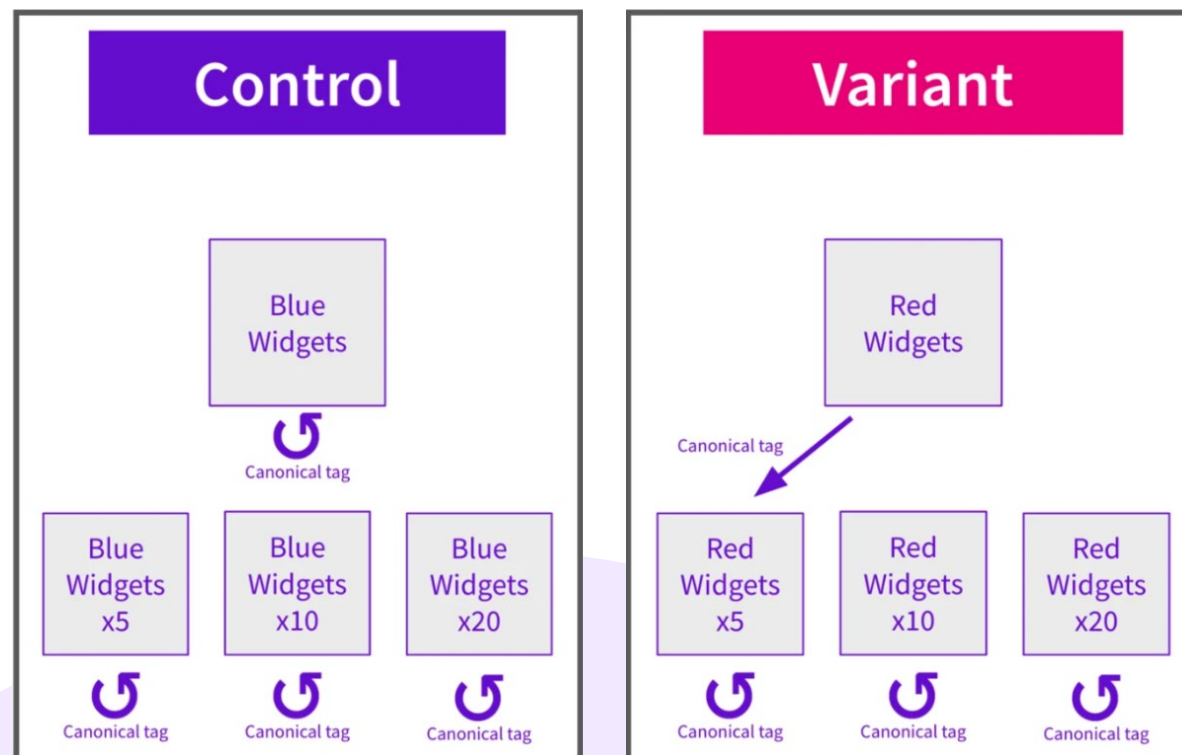 Control
Blue
Widgets
Canonical tag
Blue
Widgets
x5
Blue
Widgets
x10
Blue
Widgets
x20
Canonical tag
Canonical tag
Canonical tag
Variant
Red
Widgets
Canonical tag
Red
Widgets
x5
Red
Widgets
x10
Red
Widgets
x20
Canonical tag
Canonical tag
Canonical tag